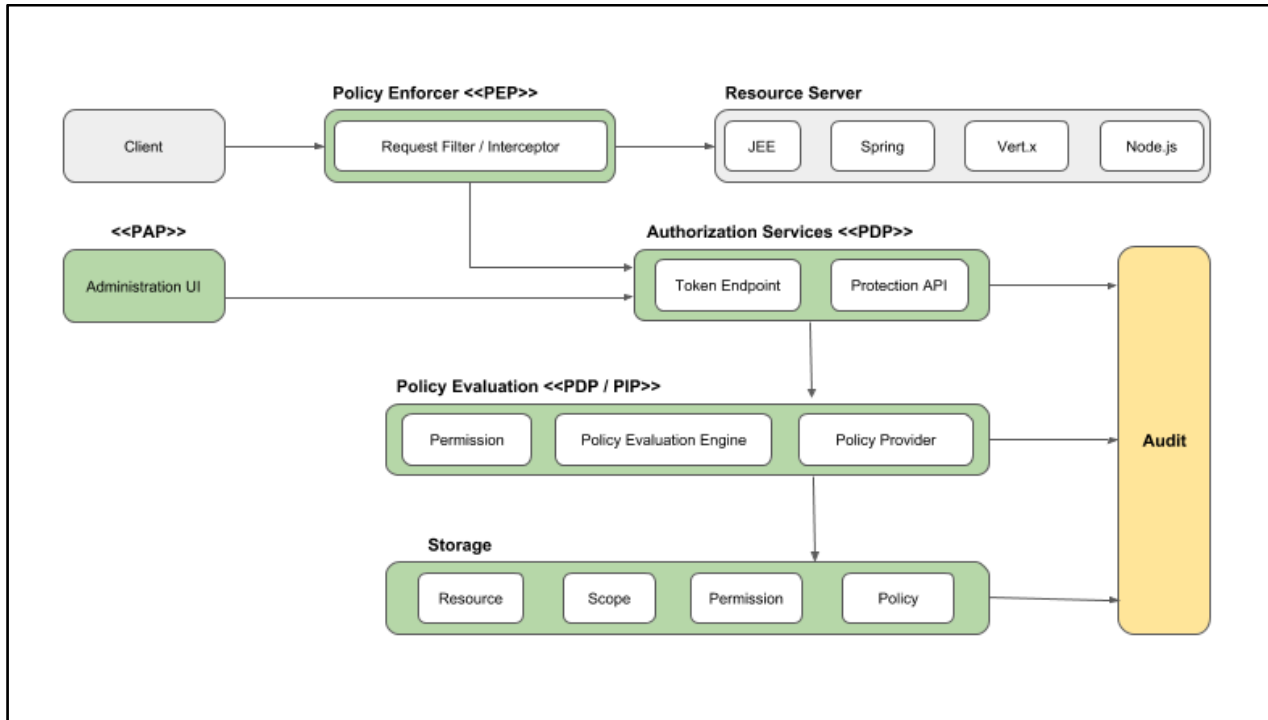 Policy Enforcer <<PEP>>
Resource Server
Client
Request Filter / Interceptor
JEE
Spring
Vert.x
Node.js
<<PAP>>
Authorization Services <<PDP>>
Administration UI
Token Endpoint
Protection API
Policy Evaluation <<PDP / PIP>>
Permission
Policy Evaluation Engine
Policy Provider
Audit
Storage
Resource
Scope
Permission
Policy